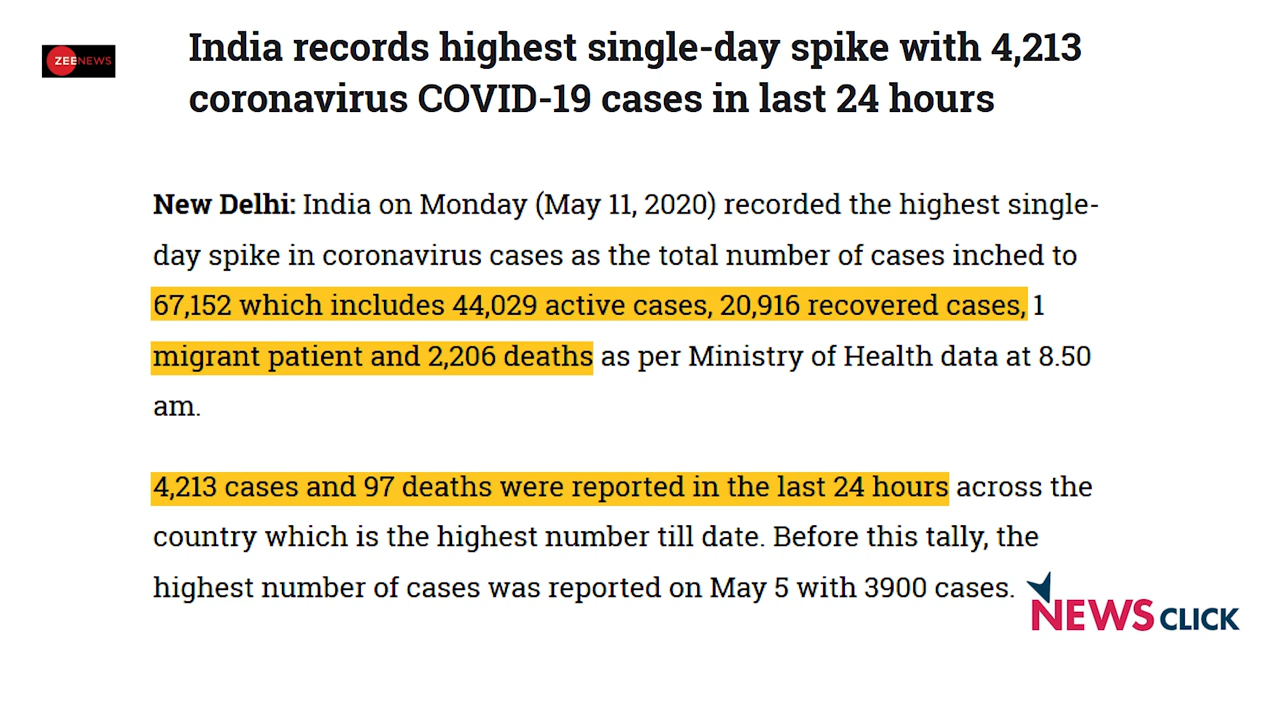 ZEENEWS
India records highest single-day spike with 4,213
coronavirus COVID-19 cases in last 24 hours
New Delhi: India on Monday (May 11, 2020) recorded the highest single-
day spike in coronavirus cases as the total number of cases inched to
67,152 which includes 44,029 active cases, 20,916 recovered cases, 1
migrant patient and 2,206 deaths as per Ministry of Health data at 8.50
am.
4,213 cases and 97 deaths were reported in the last 24 hours across the
country which is the highest number till date. Before this tally, the
highest number of cases was reported on May 5 with 3900 cases.
NEWSCLICK